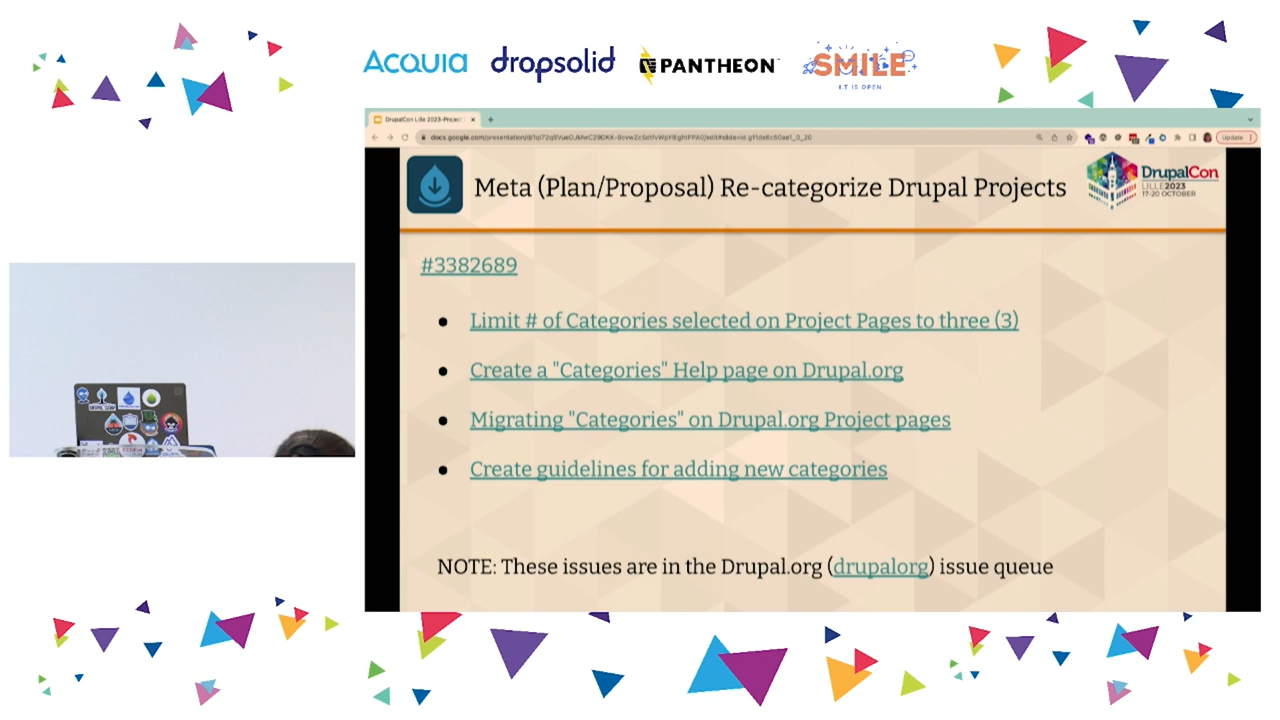 ACQUIA
dropsolid
PANTHEON
SMILE
I.T IS OPEN
DrupalCon Lille 2023-Project
Update
Meta (Plan/Proposal) Re-categorize Drupal Projects
DrupalCon
LILLE2023
17-20 OCTOBER
#3382689
● Limit # of Categories selected on Project Pages to three (3)
● Create a "Categories" Help page on Drupal.org
● Migrating "Categories" on Drupal.org Project pages
● Create guidelines for adding new categories
NOTE: These issues are in the Drupal.org (drupalorg) issue queue